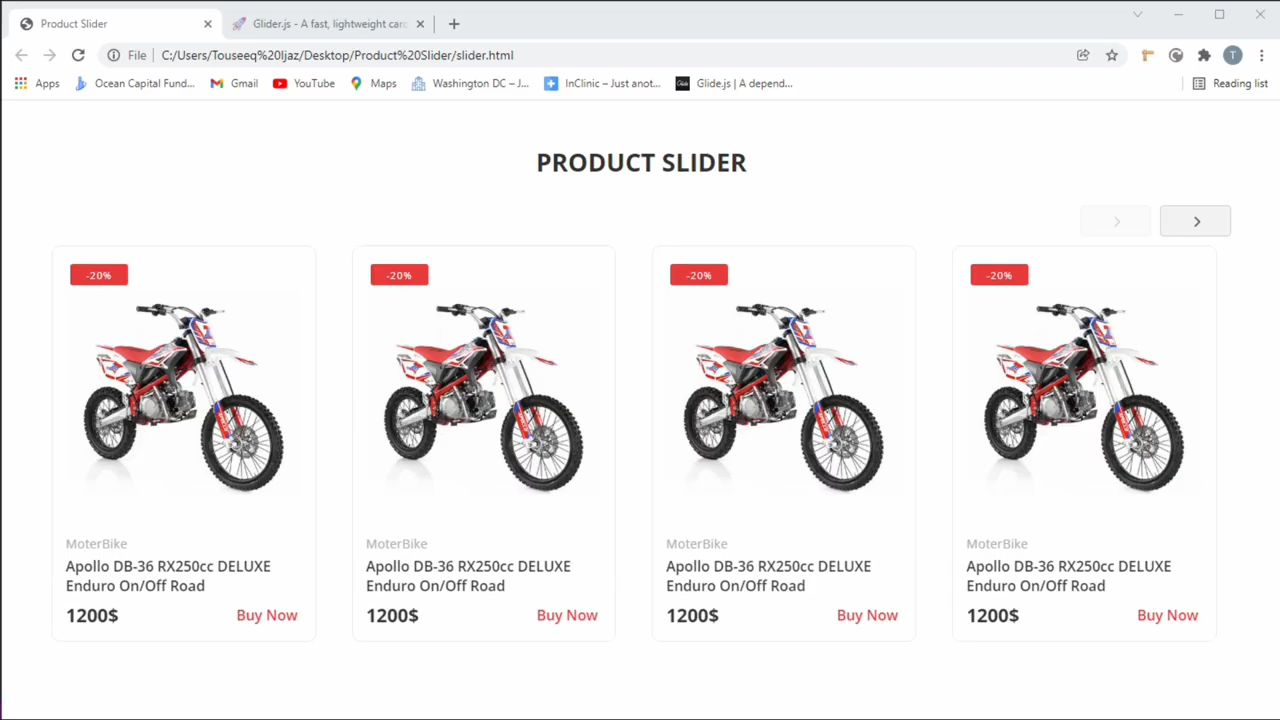 Product Slider
Glider.js - A fast, lightweight caro
File
C:/Users/Touseeq%20Ijaz/Desktop/Product%20Slider/slider.html
T
Apps
Ocean Capital Fund...
Gmail
YouTube
Maps
Washington DC – J...
InClinic – Just anot...
Glide.js | A depend...
Reading list
PRODUCT SLIDER
-20%
-20%
-20%
-20%
MoterBike
Apollo DB-36 RX250cc DELUXE
Enduro On/Off Road
1200$
Buy Now
MoterBike
Apollo DB-36 RX250cc DELUXE
Enduro On/Off Road
1200$
Buy Now
MoterBike
Apollo DB-36 RX250cc DELUXE
Enduro On/Off Road
1200$
Buy Now
MoterBike
Apollo DB-36 RX250cc DELUXE
Enduro On/Off Road
1200$
Buy Now